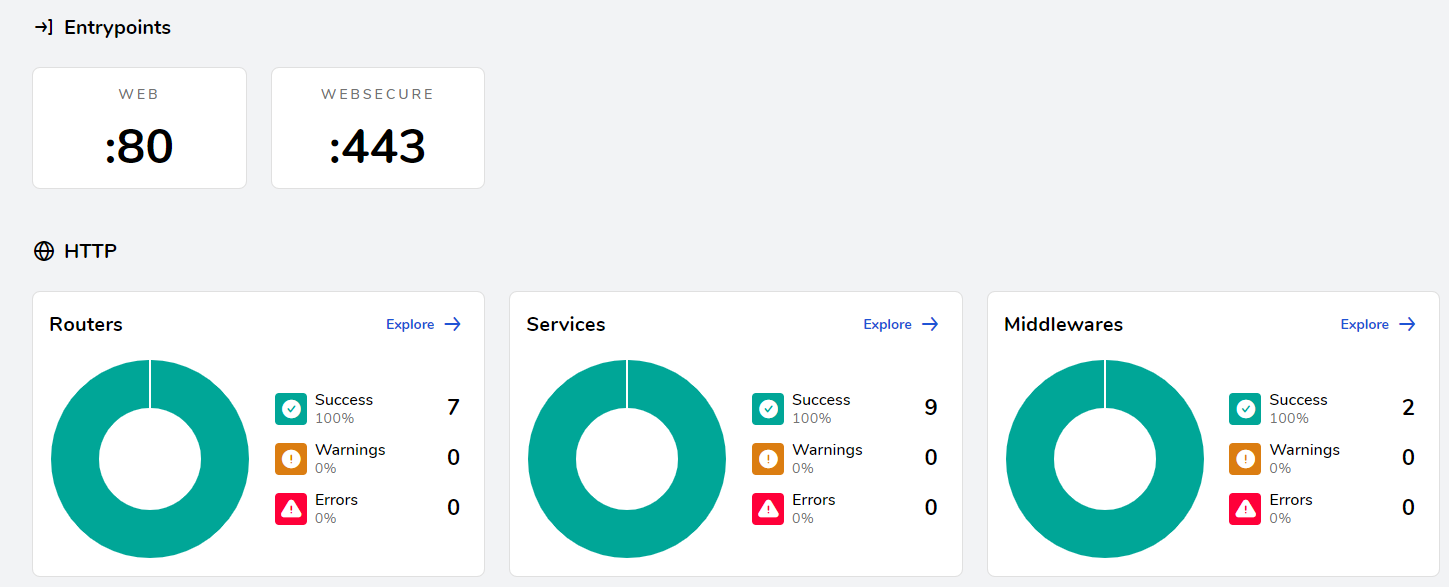 Entrypoints
WEB
:80
WEBSECURE
:443
HTTP
Routers
Explore
Success
100%
7
Warnings
0%
0
Errors
0%
0
Services
Explore
Success
100%
9
Warnings
0%
0
Errors
0%
0
Middlewares
Explore
Success
100%
2
Warnings
0%
0
Errors
0%
0